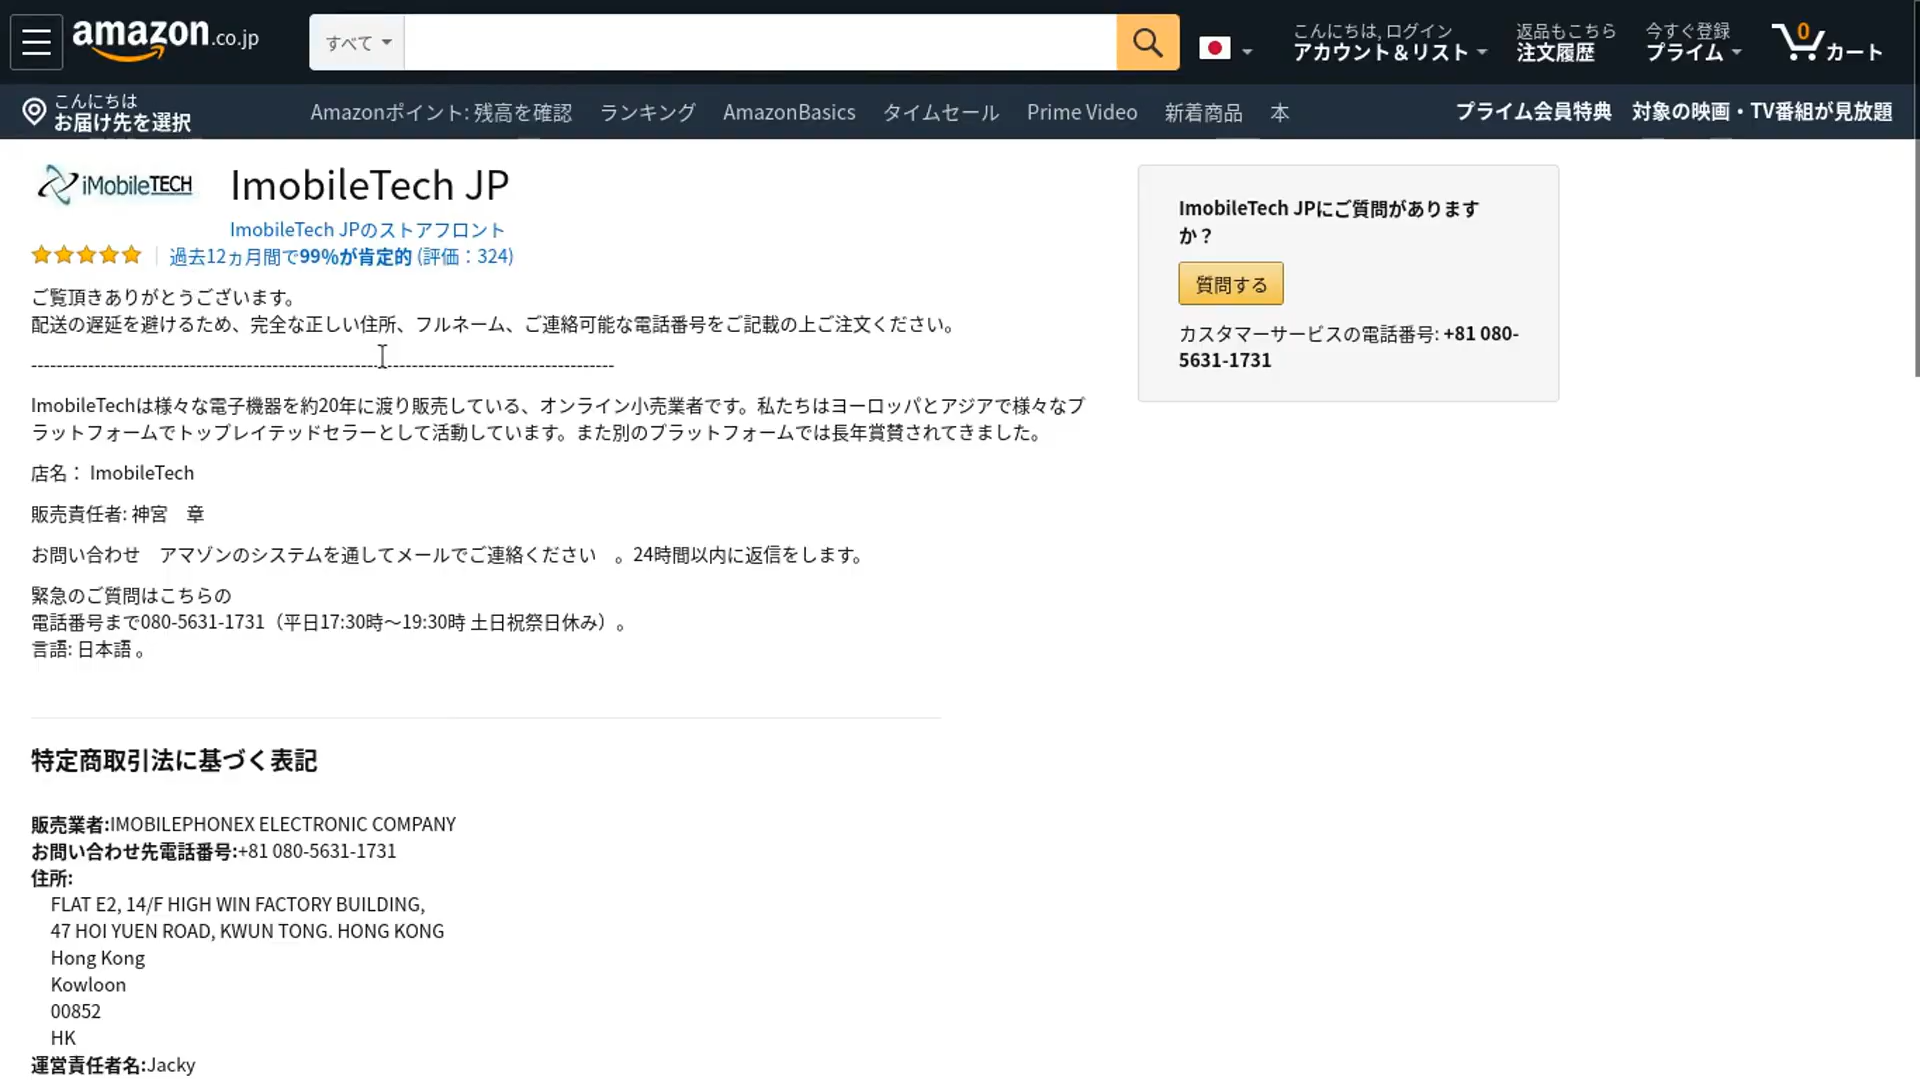 amazon.co.jp
すべて
こんにちは, ログイン
アカウント＆リスト
返品もこちら
注文履歴
今すぐ登録
プライム
0
カート
こんにちは
お届け先を選択
Amazonポイント: 残高を確認
ランキング
AmazonBasics
タイムセール
Prime Video
新着商品
本
プライム会員特典 対象の映画・TV番組が見放題
iMobileTECH
ImobileTech JP
ImobileTech JPのストアフロント
過去12ヵ月間で99%が肯定的 (評価：324)
ご覧頂きありがとうございます。
配送の遅延を避けるため、完全な正しい住所、フルネーム、ご連絡可能な電話番号をご記載の上ご注文ください。
--------------------------------------------------------------------------------------------
ImobileTechは様々な電子機器を約20年に渡り販売している、オンライン小売業者です。私たちはヨーロッパとアジアで様々なプ
ラットフォームでトップレイテッドセラーとして活動しています。また別のプラットフォームでは長年賞賛されてきました。
店名： ImobileTech
販売責任者: 神宮　章
お問い合わせ　アマゾンのシステムを通してメールでご連絡ください　。24時間以内に返信をします。
緊急のご質問はこちらの
電話番号まで080-5631-1731（平日17:30時〜19:30時 土日祝祭日休み）。
言語: 日本語 。
ImobileTech JPにご質問があります
か？
質問する
カスタマーサービスの電話番号: +81 080-
5631-1731
特定商取引法に基づく表記
販売業者:IMOBILEPHONEX ELECTRONIC COMPANY
お問い合わせ先電話番号:+81 080-5631-1731
住所:
FLAT E2, 14/F HIGH WIN FACTORY BUILDING,
47 HOI YUEN ROAD, KWUN TONG. HONG KONG
Hong Kong
Kowloon
00852
HK
運営責任者名:Jacky